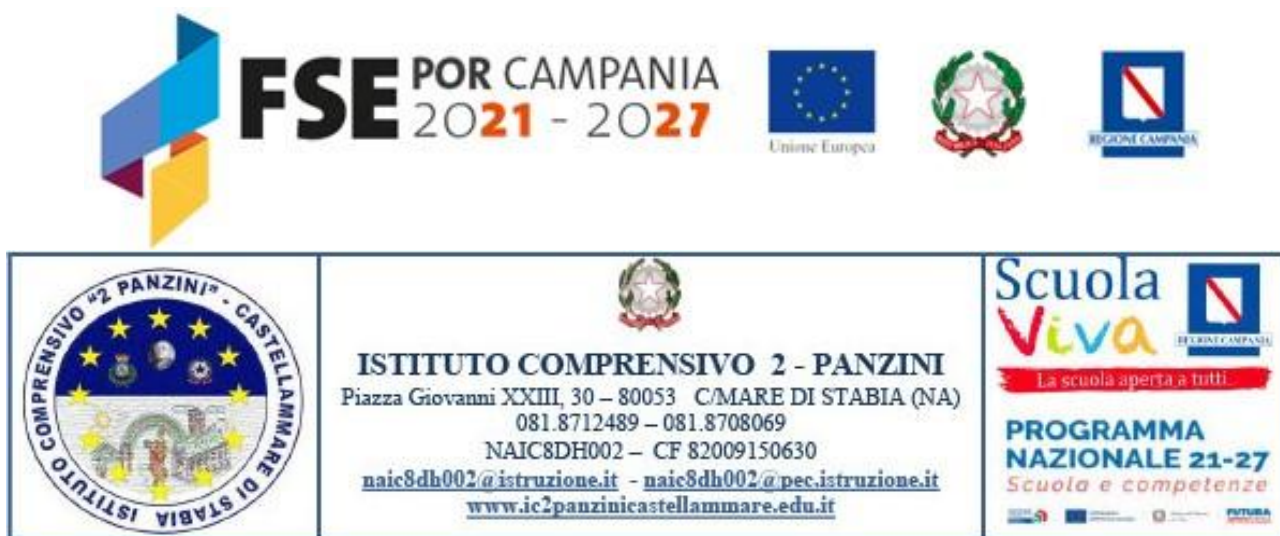 FSE POR CAMPANIA
2021 - 2027
Unione Europea
REGIONE CAMPANIA
ISTITUTO COMPRENSIVO "2 PANZINI" - CASTELLAMMARE DI STABIA
ISTITUTO COMPRENSIVO 2 - PANZINI
Piazza Giovanni XXIII, 30 – 80053 C/MARE DI STABIA (NA)
081.8712489 – 081.8708069
NAIC8DH002 – CF 82009150630
naic8dh002@istruzione.it - naic8dh002@pec.istruzione.it
www.ic2panzinicastellammare.edu.it
Scuola
Viva
REGIONE CAMPANIA
La scuola aperta a tutti
PROGRAMMA
NAZIONALE 21-27
Scuola e competenze
FUTURA